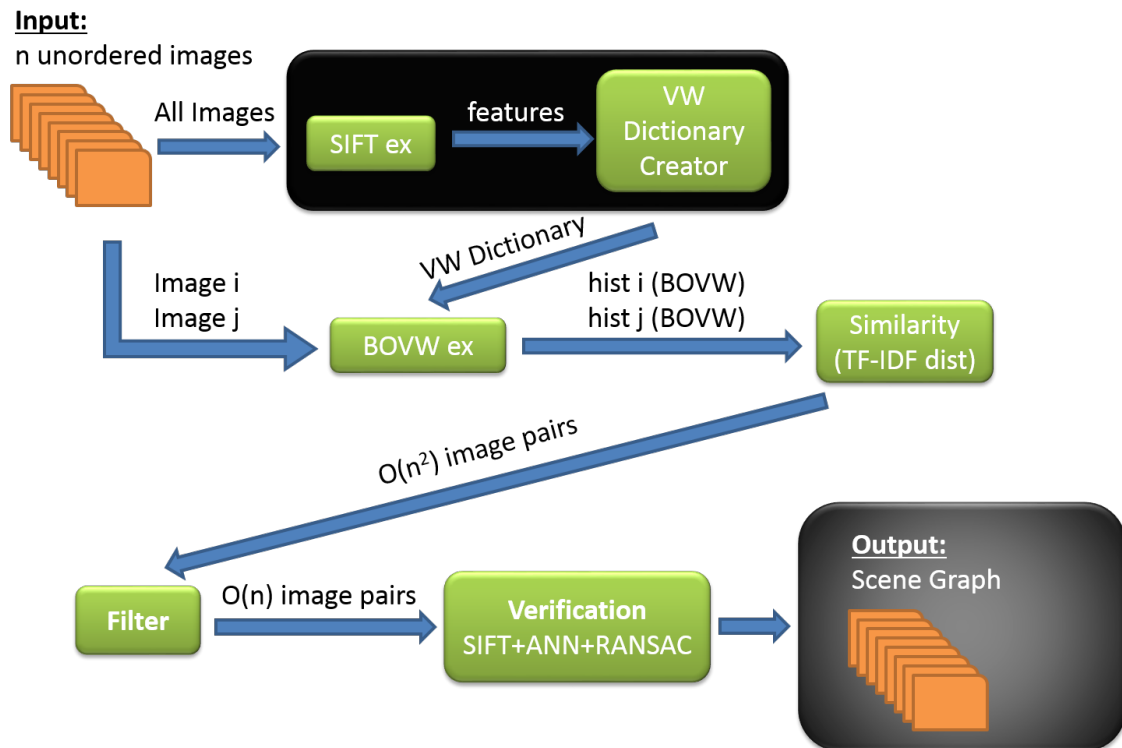 Input:
n unordered images
All Images
SIFT ex
features
VW
Dictionary
Creator
VW Dictionary
Image i
Image j
BOVW ex
hist i (BOVW)
hist j (BOVW)
Similarity
(TF-IDF dist)
O(n²) image pairs
Filter
O(n) image pairs
Verification
SIFT+ANN+RANSAC
Output:
Scene Graph